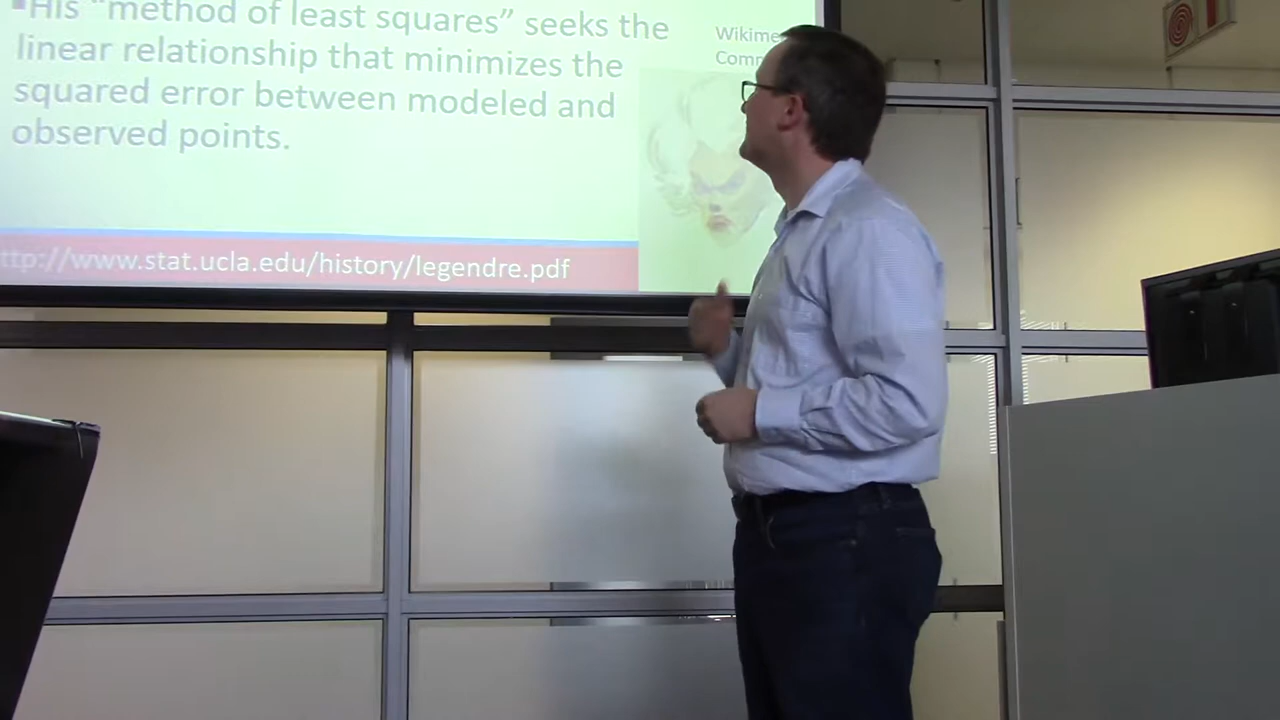 ▪His “method of least squares” seeks the
linear relationship that minimizes the
squared error between modeled and
observed points.
Wikime
Com
ttp://www.stat.ucla.edu/history/legendre.pdf